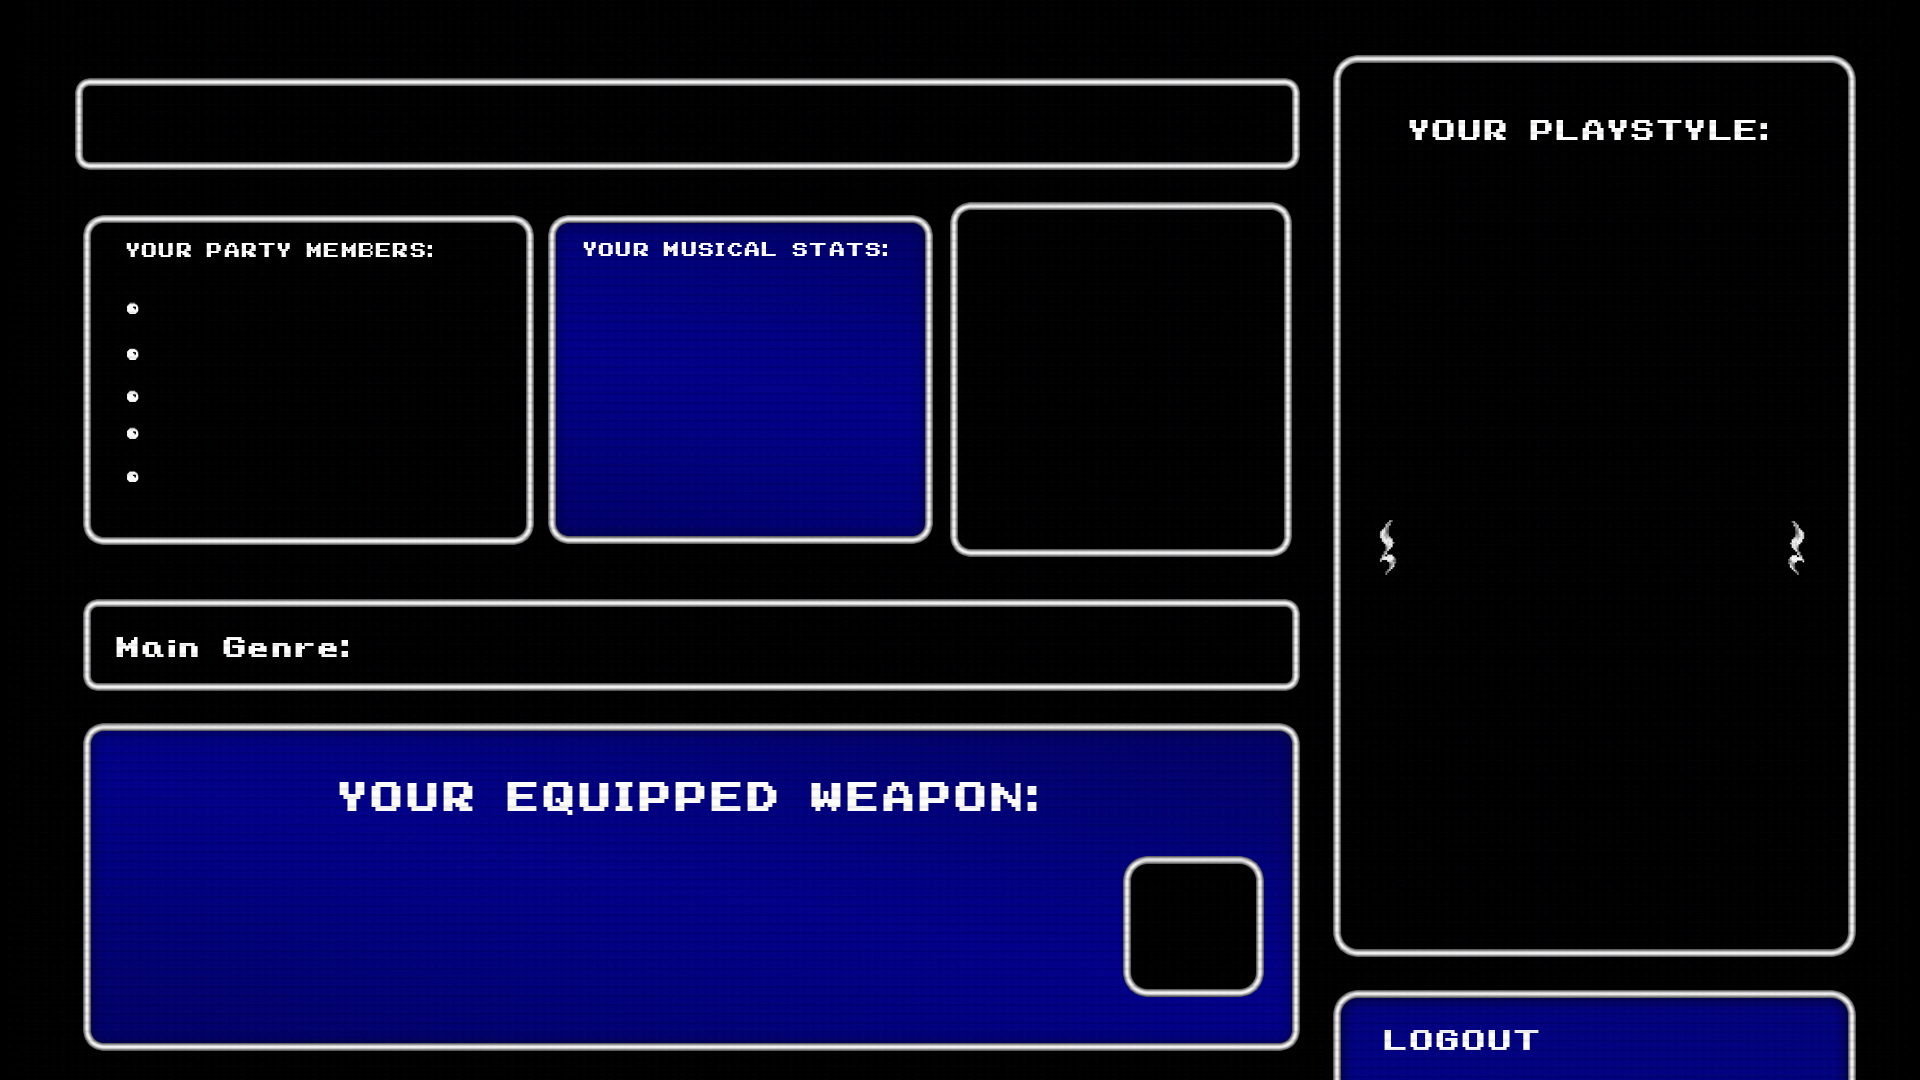 YOUR PARTY MEMBERS:
YOUR MUSICAL STATS:
Main Genre:
YOUR EQUIPPED WEAPON:
YOUR PLAYSTYLE:
LOGOUT